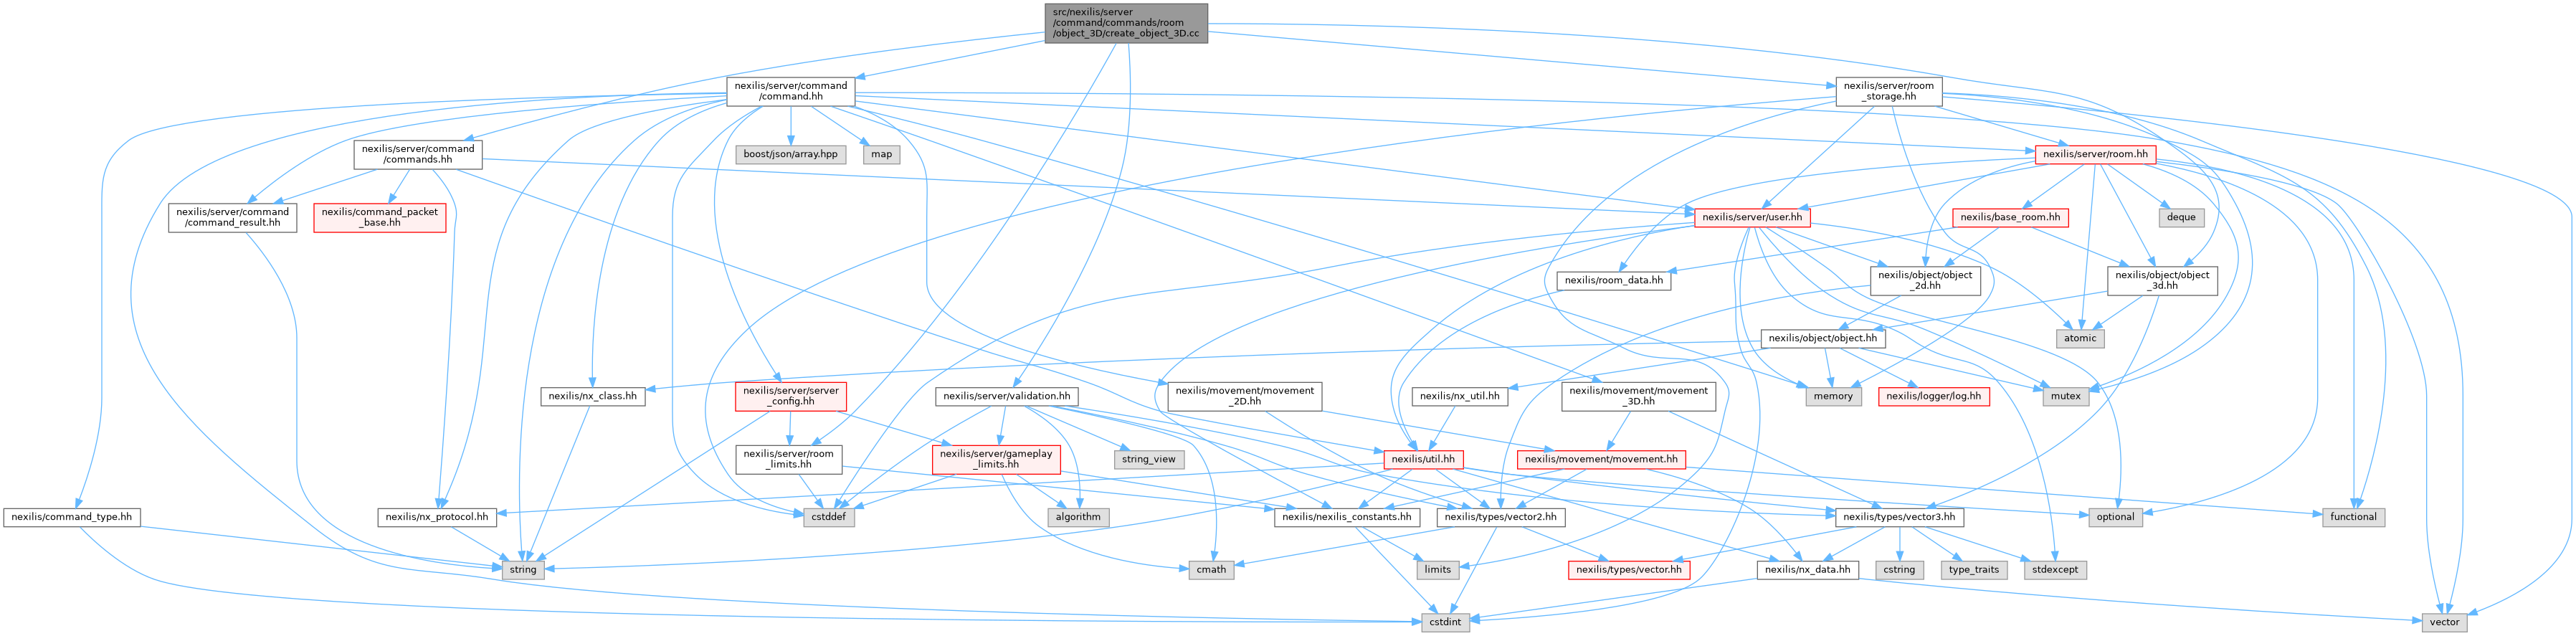 src/nexilis/server
/command/commands/room
/object_3D/create_object_3D.cc
nexilis/server/command
/command.hh
nexilis/server/room
_storage.hh
nexilis/server/command
/commands.hh
boost/json/array.hpp
map
nexilis/server/room.hh
nexilis/server/command
/command_result.hh
nexilis/command_packet
_base.hh
nexilis/server/user.hh
nexilis/base_room.hh
deque
nexilis/room_data.hh
nexilis/object/object
_2d.hh
nexilis/object/object
_3d.hh
nexilis/object/object.hh
atomic
nexilis/nx_class.hh
nexilis/server/server
_config.hh
nexilis/server/validation.hh
nexilis/movement/movement
_2D.hh
nexilis/nx_util.hh
nexilis/movement/movement
_3D.hh
memory
nexilis/logger/log.hh
mutex
nexilis/server/room
_limits.hh
nexilis/server/gameplay
_limits.hh
string_view
nexilis/util.hh
nexilis/movement/movement.hh
nexilis/command_type.hh
nexilis/nx_protocol.hh
cstddef
algorithm
nexilis/nexilis_constants.hh
nexilis/types/vector2.hh
nexilis/types/vector3.hh
optional
functional
string
cmath
limits
nexilis/types/vector.hh
nexilis/nx_data.hh
cstring
type_traits
stdexcept
cstdint
vector